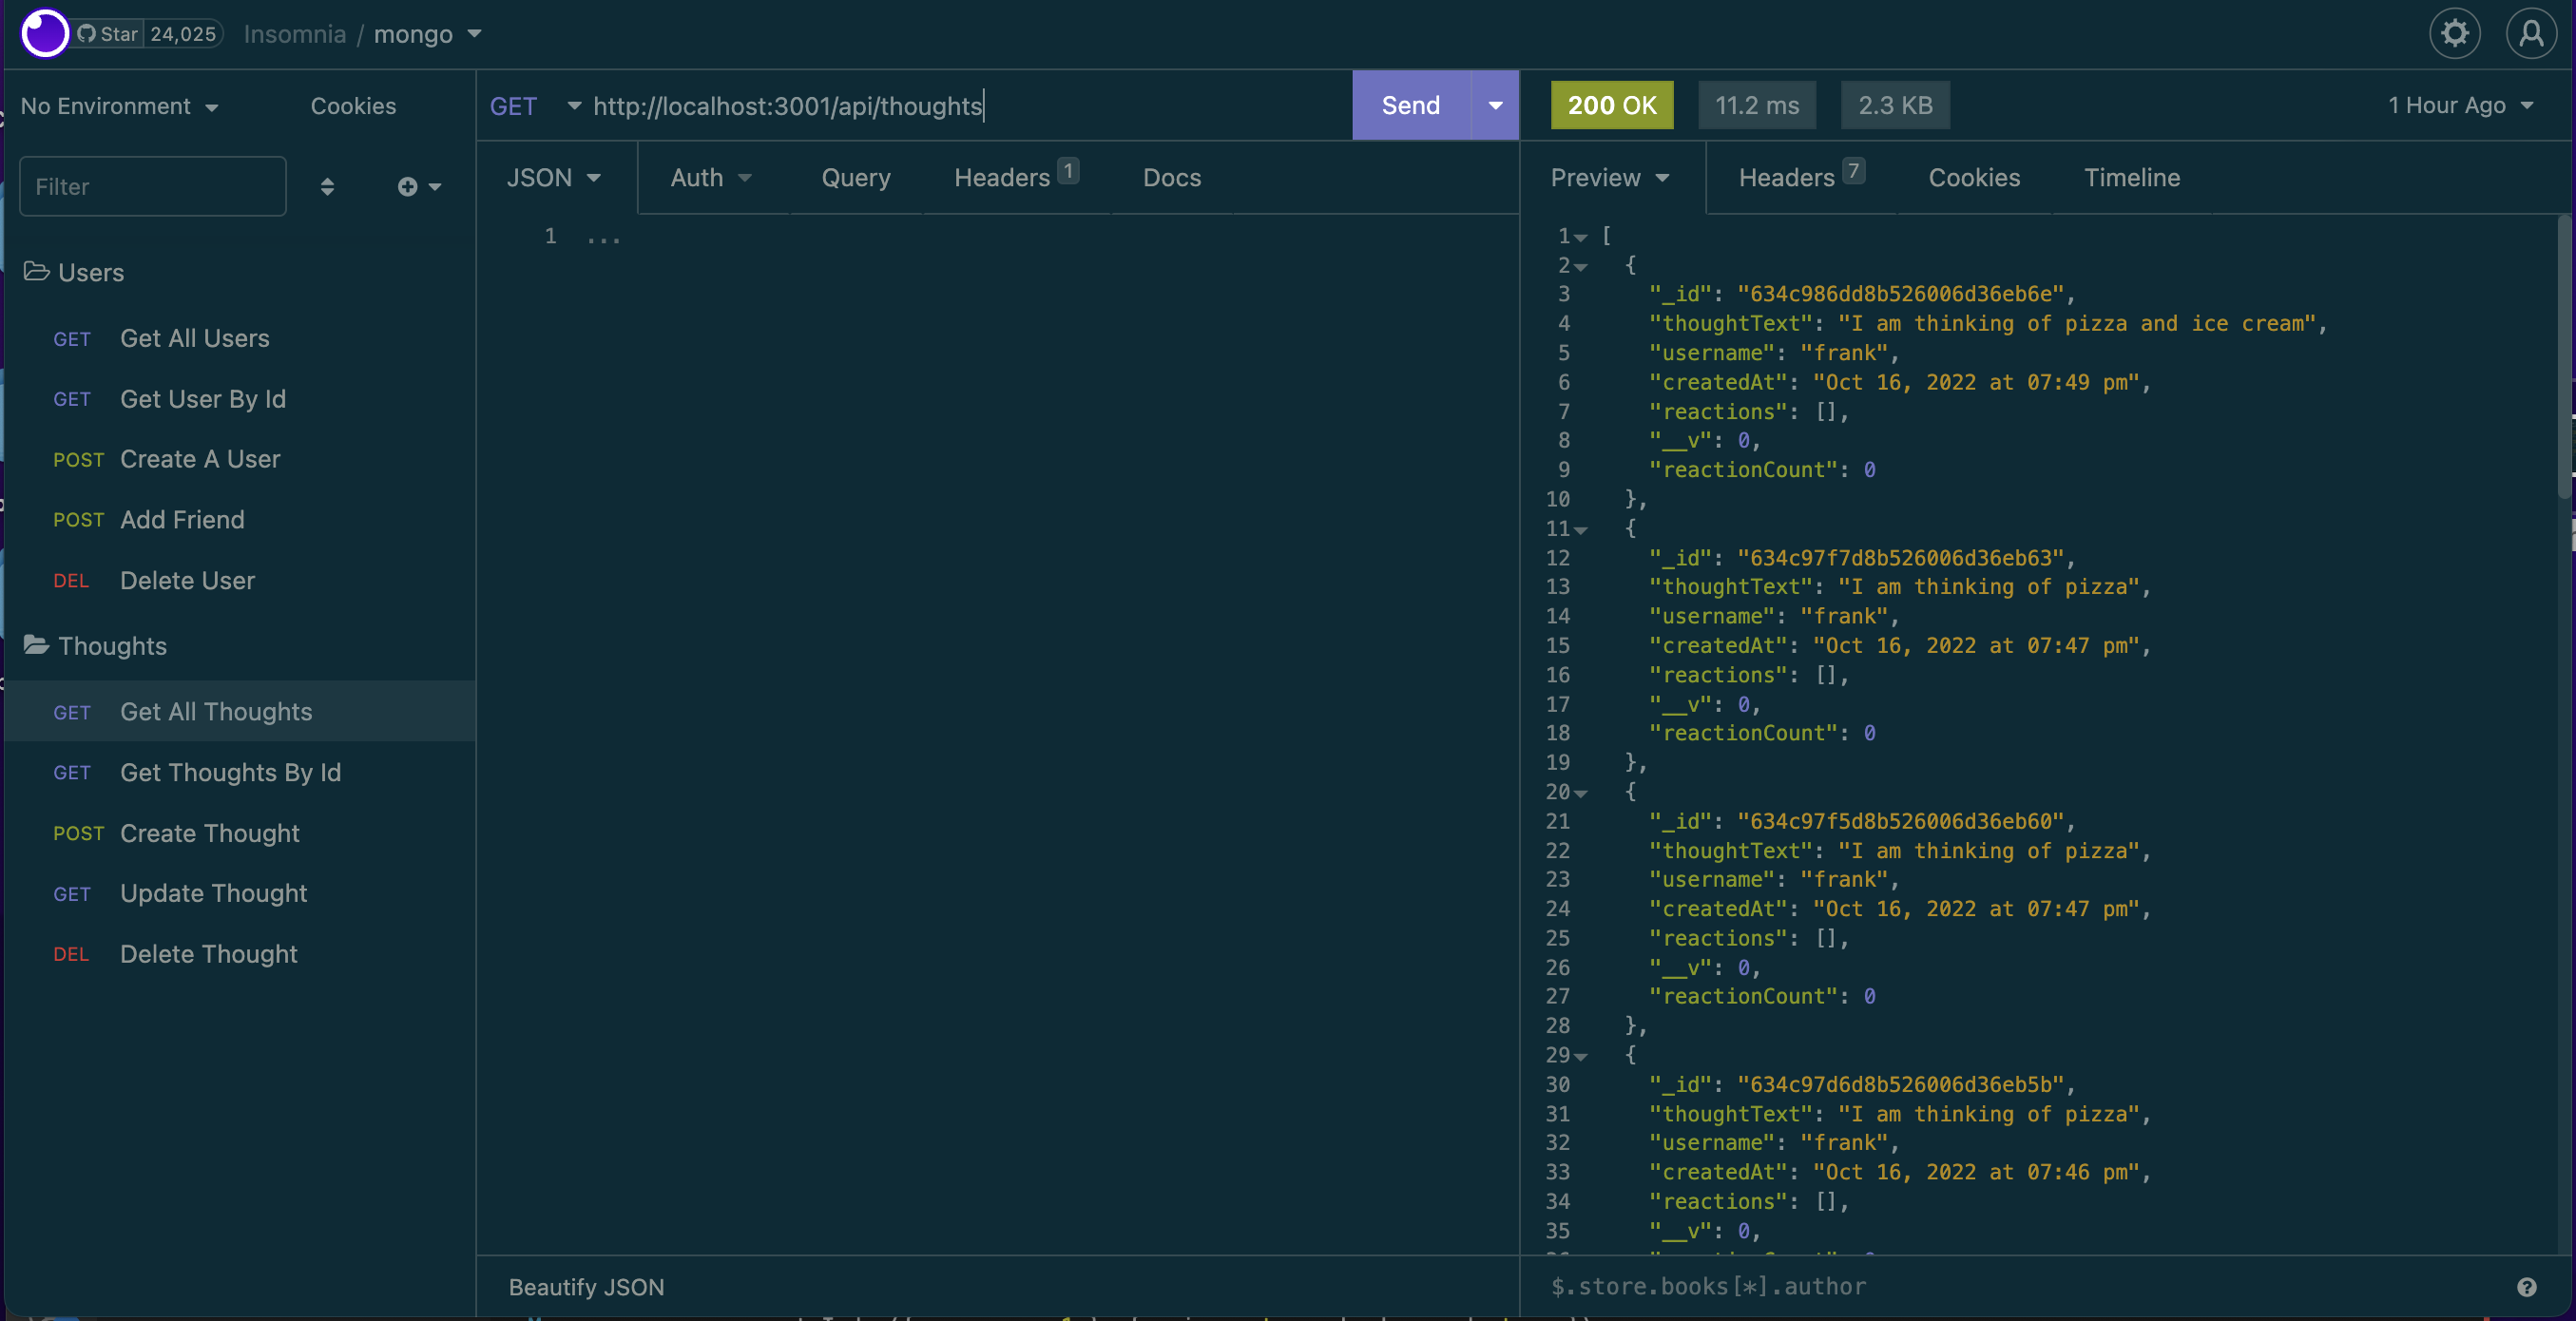 Star 24,025 Insomnia / mongo
No Environment Cookies
Filter
Users
GET Get All Users
GET Get User By Id
POST Create A User
POST Add Friend
DEL Delete User
Thoughts
GET Get All Thoughts
GET Get Thoughts By Id
POST Create Thought
GET Update Thought
DEL Delete Thought
GET http://localhost:3001/api/thoughts Send
JSON Auth Query Headers 1 Docs
1 ...
Beautify JSON
200 OK 11.2 ms 2.3 KB 1 Hour Ago
Preview Headers 7 Cookies Timeline
1 [
2 {
3 "_id": "634c986dd8b526006d36eb6e",
4 "thoughtText": "I am thinking of pizza and ice cream",
5 "username": "frank",
6 "createdAt": "Oct 16, 2022 at 07:49 pm",
7 "reactions": [],
8 "__v": 0,
9 "reactionCount": 0
10 },
11 {
12 "_id": "634c97f7d8b526006d36eb63",
13 "thoughtText": "I am thinking of pizza",
14 "username": "frank",
15 "createdAt": "Oct 16, 2022 at 07:47 pm",
16 "reactions": [],
17 "__v": 0,
18 "reactionCount": 0
19 },
20 {
21 "_id": "634c97f5d8b526006d36eb60",
22 "thoughtText": "I am thinking of pizza",
23 "username": "frank",
24 "createdAt": "Oct 16, 2022 at 07:47 pm",
25 "reactions": [],
26 "__v": 0,
27 "reactionCount": 0
28 },
29 {
30 "_id": "634c97d6d8b526006d36eb5b",
31 "thoughtText": "I am thinking of pizza",
32 "username": "frank",
33 "createdAt": "Oct 16, 2022 at 07:46 pm",
34 "reactions": [],
35 "__v": 0,
$.store.books[*].author